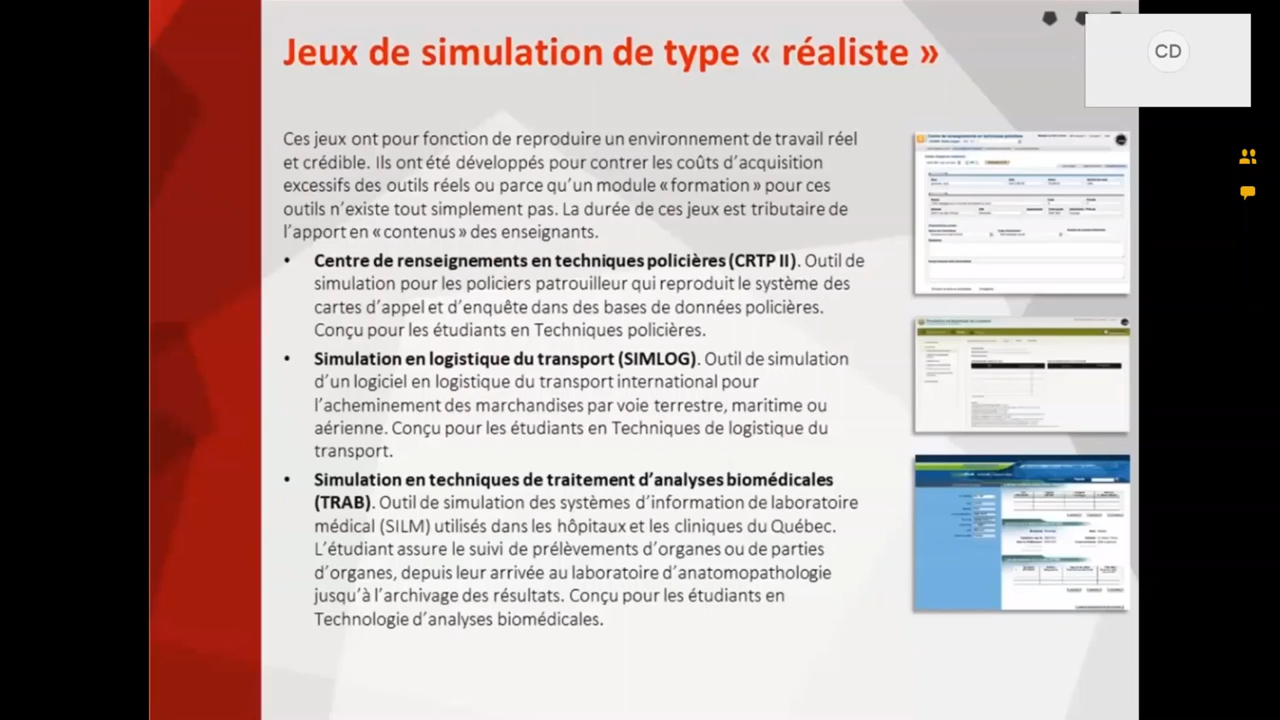 Jeux de simulation de type « réaliste »
CD
Ces jeux ont pour fonction de reproduire un environnement de travail réel
et crédible. Ils ont été développés pour contrer les coûts d’acquisition
excessifs des outils réels ou parce qu’un module « formation » pour ces
outils n’existe tout simplement pas. La durée de ces jeux est tributaire de
l’apport en « contenus » des enseignants.
• Centre de renseignements en techniques policières (CRTP II). Outil de
simulation pour les policiers patrouilleur qui reproduit le système des
cartes d’appel et d’enquête dans des bases de données policières.
Conçu pour les étudiants en Techniques policières.
• Simulation en logistique du transport (SIMLOG). Outil de simulation
d’un logiciel en logistique du transport international pour
l’acheminement des marchandises par voie terrestre, maritime ou
aérienne. Conçu pour les étudiants en Techniques de logistique du
transport.
• Simulation en techniques de traitement d’analyses biomédicales
(TRAB). Outil de simulation des systèmes d’information de laboratoire
médical (SILM) utilisés dans les hôpitaux et les cliniques du Québec.
L’étudiant assure le suivi de prélèvements d’organes ou de parties
d’organes, depuis leur arrivée au laboratoire d’anatomopathologie
jusqu’à l’archivage des résultats. Conçu pour les étudiants en
Technologie d’analyses biomédicales.